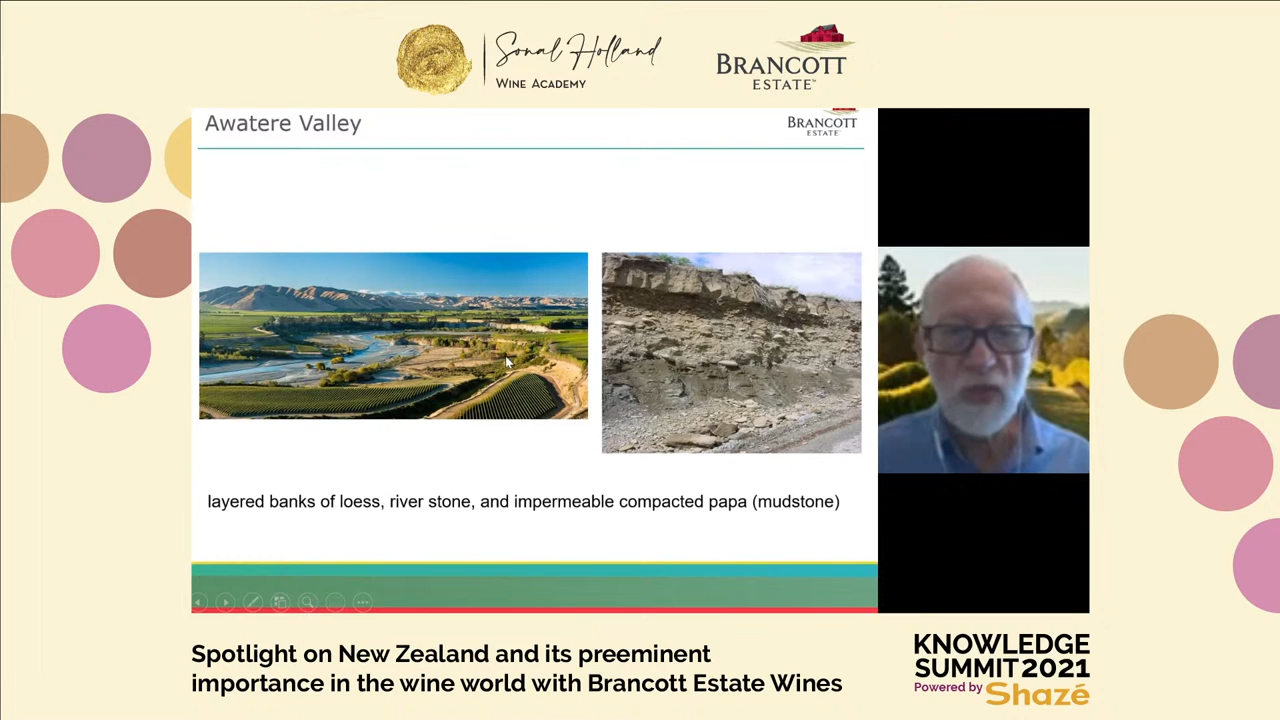 Sonal Holland
WINE ACADEMY
BRANCOTT
ESTATE™
Awatere Valley
BRANCOTT
ESTATE
layered banks of loess, river stone, and impermeable compacted papa (mudstone)
Spotlight on New Zealand and its preeminent
importance in the wine world with Brancott Estate Wines
KNOWLEDGE
SUMMIT 2021
Powered by Shazé